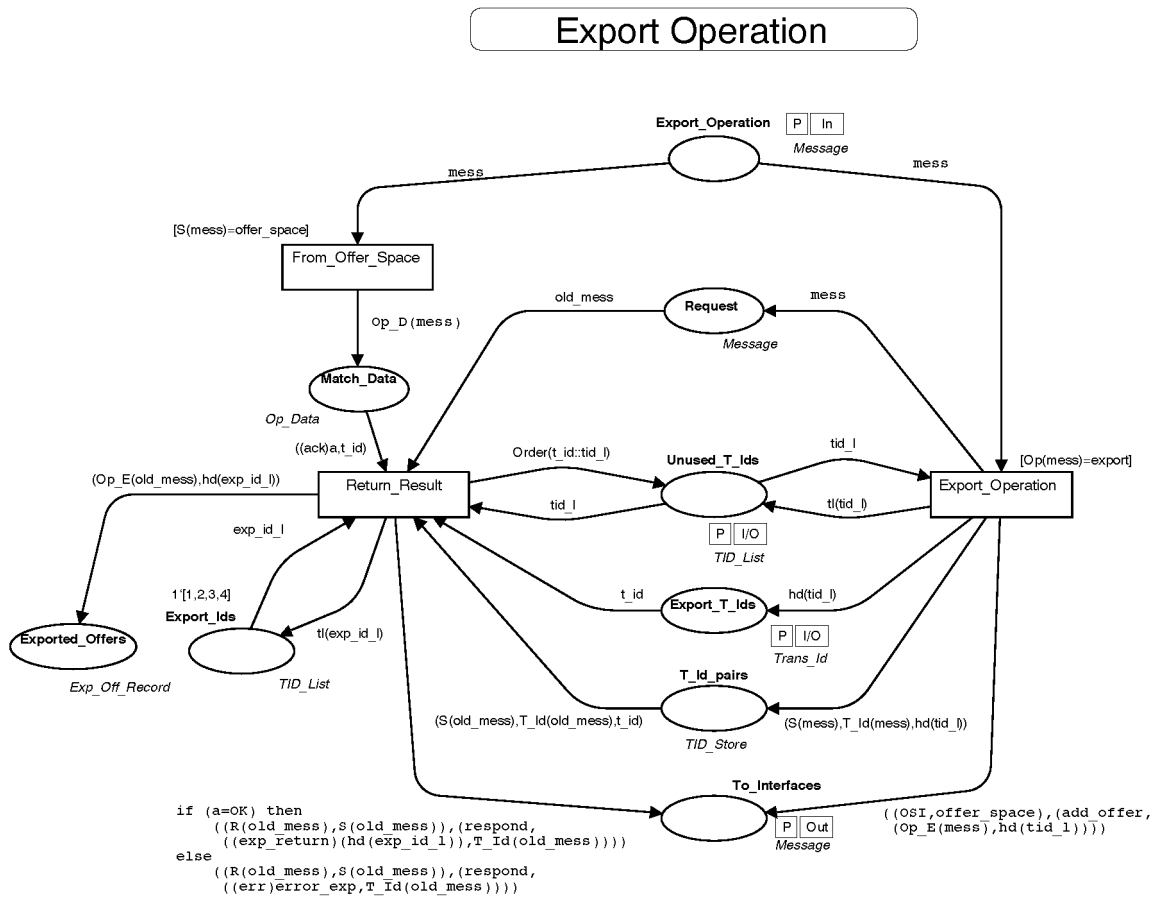 Export Operation
Export_Operation
P In
Message
mess
mess
[S(mess)=offer_space]
From_Offer_Space
old_mess
Request
mess
Op_D(mess)
Message
Match_Data
Op_Data
((ack)a,t_id)
Order(t_id::tid_l)
Unused_T_Ids
tid_l
[Op(mess)=export]
(Op_E(old_mess),hd(exp_id_l))
Return_Result
Export_Operation
tid_l
tl(tid_l)
exp_id_l
P I/O
TID_List
1`[1,2,3,4]
Export_Ids
t_id
Export_T_Ids
hd(tid_l)
Exported_Offers
tl(exp_id_l)
P I/O
Trans_Id
Exp_Off_Record
TID_List
T_Id_pairs
(S(old_mess),T_Id(old_mess),t_id)
(S(mess),T_Id(mess),hd(tid_l))
TID_Store
To_Interfaces
P Out
Message
if (a=OK) then
((R(old_mess),S(old_mess)),(respond,
((exp_return)(hd(exp_id_l)),T_Id(old_mess))))
else
((R(old_mess),S(old_mess)),(respond,
((err)error_exp,T_Id(old_mess))))
((OSI,offer_space),(add_offer,
(Op_E(mess),hd(tid_l))))